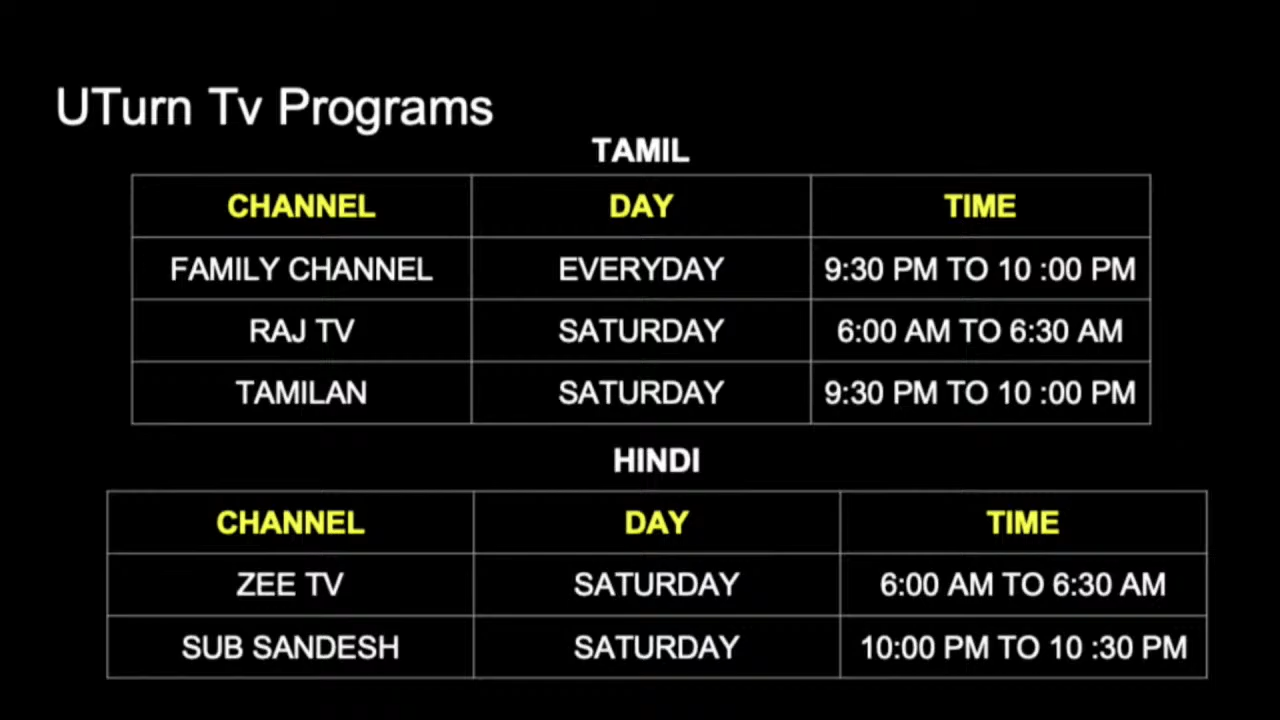 UTurn Tv Programs
TAMIL
CHANNEL DAY TIME
FAMILY CHANNEL EVERYDAY 9:30 PM TO 10 :00 PM
RAJ TV SATURDAY 6:00 AM TO 6:30 AM
TAMILAN SATURDAY 9:30 PM TO 10 :00 PM
HINDI
CHANNEL DAY TIME
ZEE TV SATURDAY 6:00 AM TO 6:30 AM
SUB SANDESH SATURDAY 10:00 PM TO 10 :30 PM